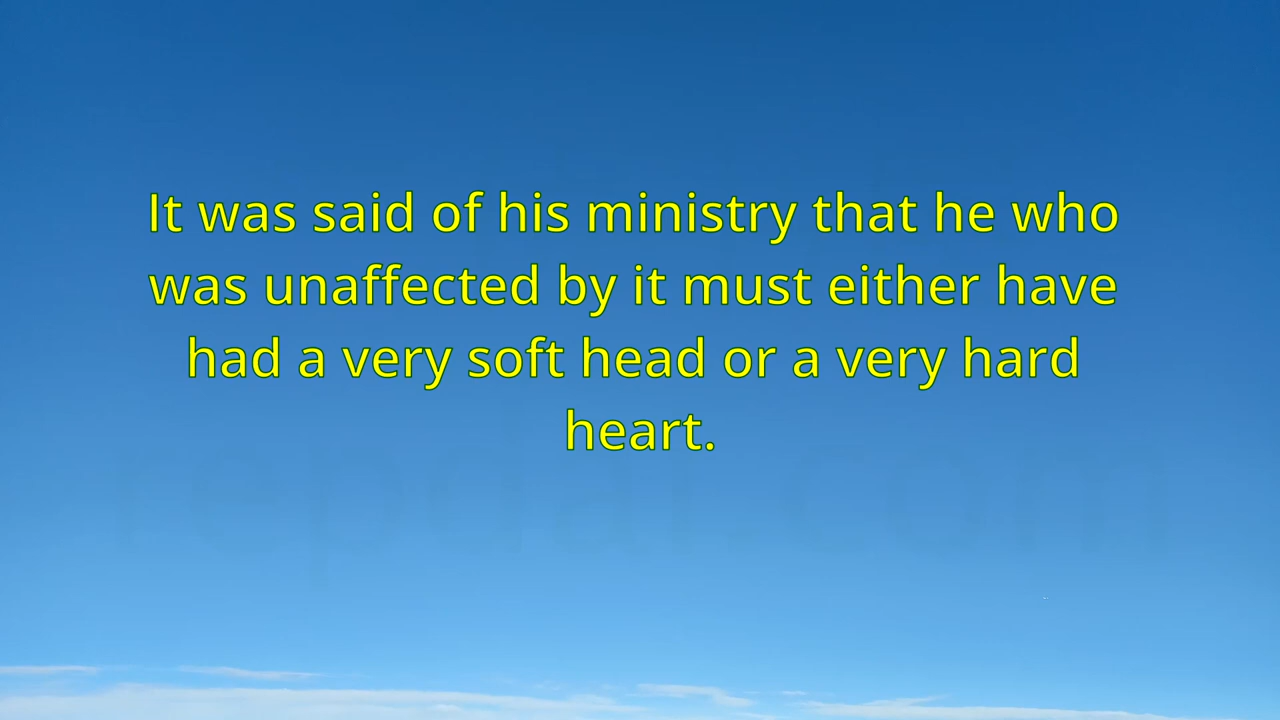 It was said of his ministry that he who
was unaffected by it must either have
had a very soft head or a very hard
heart.